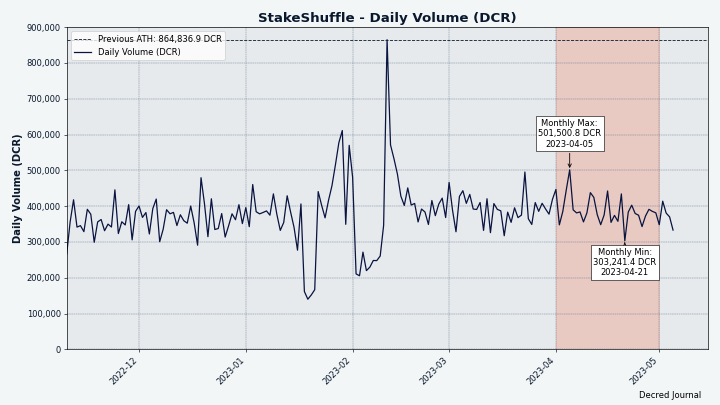 StakeShuffle - Daily Volume (DCR)
Previous ATH: 864,836.9 DCR
Daily Volume (DCR)
Daily Volume (DCR)
900,000
800,000
700,000
600,000
500,000
400,000
300,000
200,000
100,000
0
Monthly Max:
501,500.8 DCR
2023-04-05
Monthly Min:
303,241.4 DCR
2023-04-21
2022-12
2023-01
2023-02
2023-03
2023-04
2023-05
Decred Journal